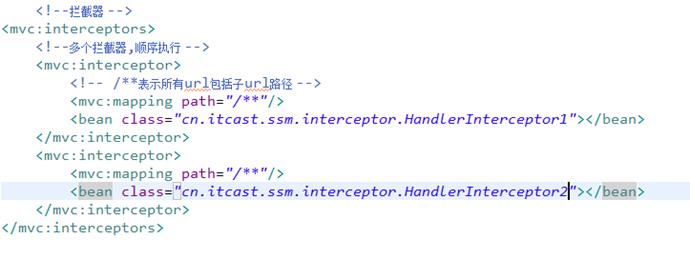 <!--拦截器-->
<mvc:interceptors>
<!--多个拦截器,顺序执行 -->
<mvc:interceptor>
<!-- /**表示所有url包括子url路径 -->
<mvc:mapping path="/**"/>
<bean class="cn.itcast.ssm.interceptor.HandlerInterceptor1"></bean>
</mvc:interceptor>
<mvc:interceptor>
<mvc:mapping path="/**"/>
<bean class="cn.itcast.ssm.interceptor.HandlerInterceptor2"></bean>
</mvc:interceptor>
</mvc:interceptors>